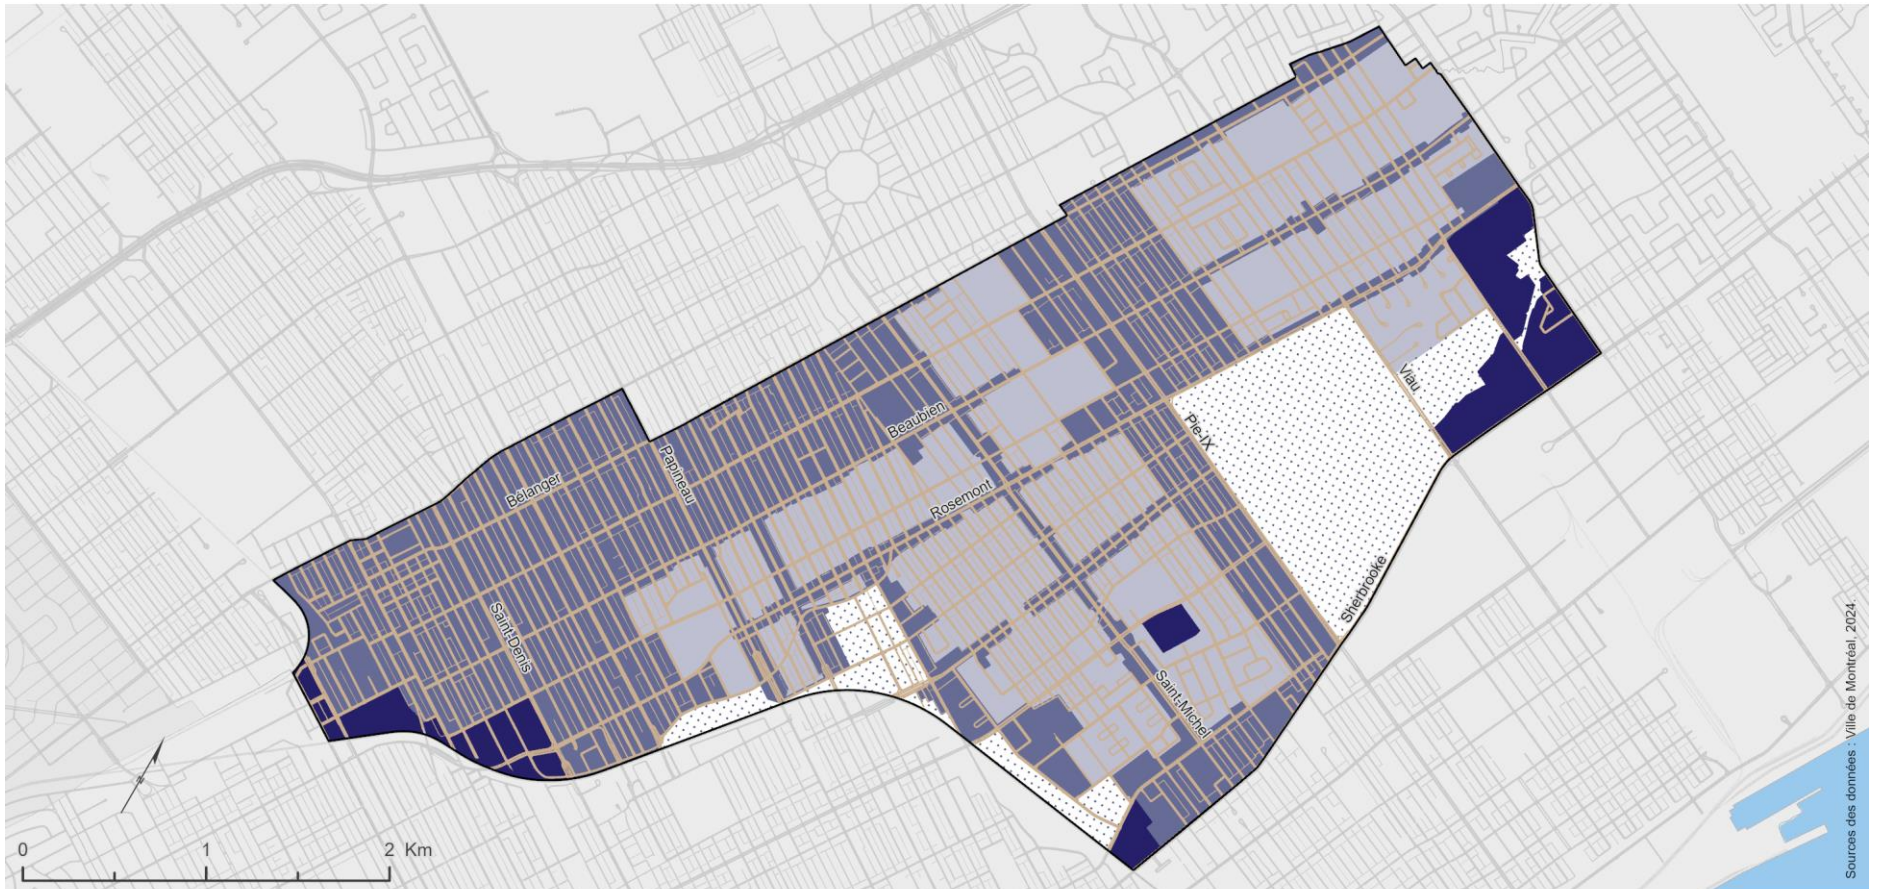 Bélanger
Papineau
Beaubien
Rosemont
Pie-IX
Viau
Sherbrooke
Saint-Denis
Saint-Michel
0 1 2 Km
Sources des données : Ville de Montréal, 2024.